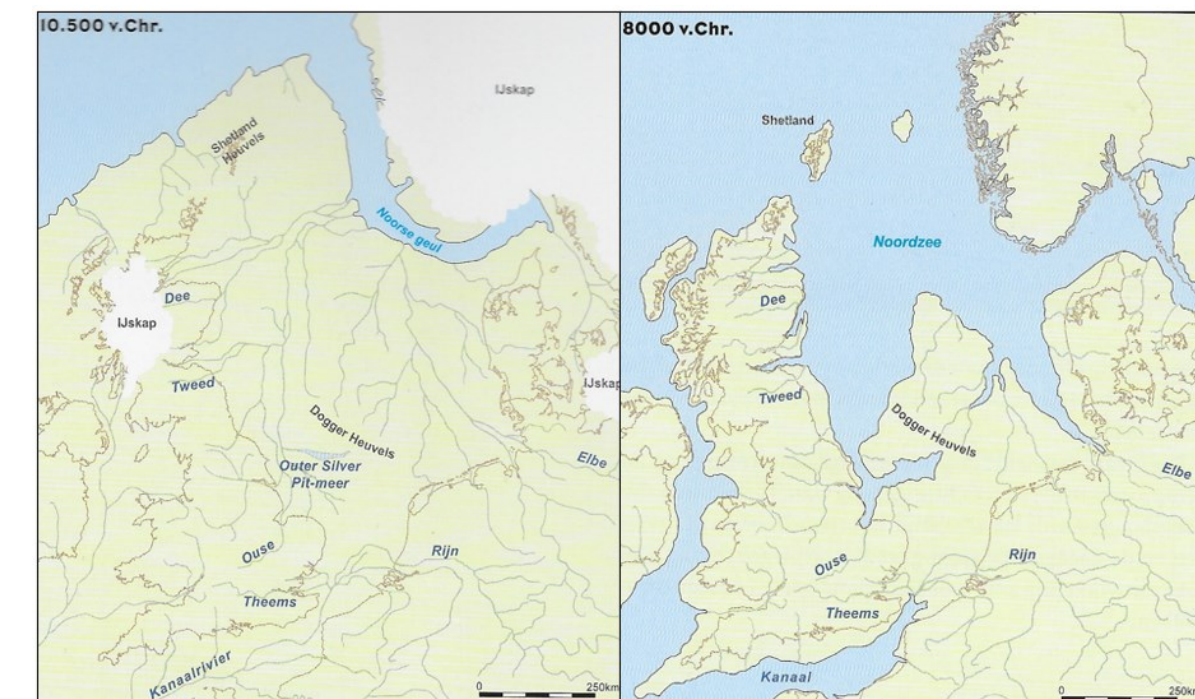 10.500 v.Chr.
IJskap
Shetland
Heuvels
Noorse geul
Dee
IJskap
Tweed
IJskap
Dogger Heuvels
Outer Silver
Pit-meer
Elbe
Ouse
Rijn
Theems
Kanaalrivier
0 250km
8000 v.Chr.
Shetland
Noordzee
Dee
Tweed
Dogger Heuvels
Elbe
Ouse
Rijn
Theems
Kanaal
0 250km